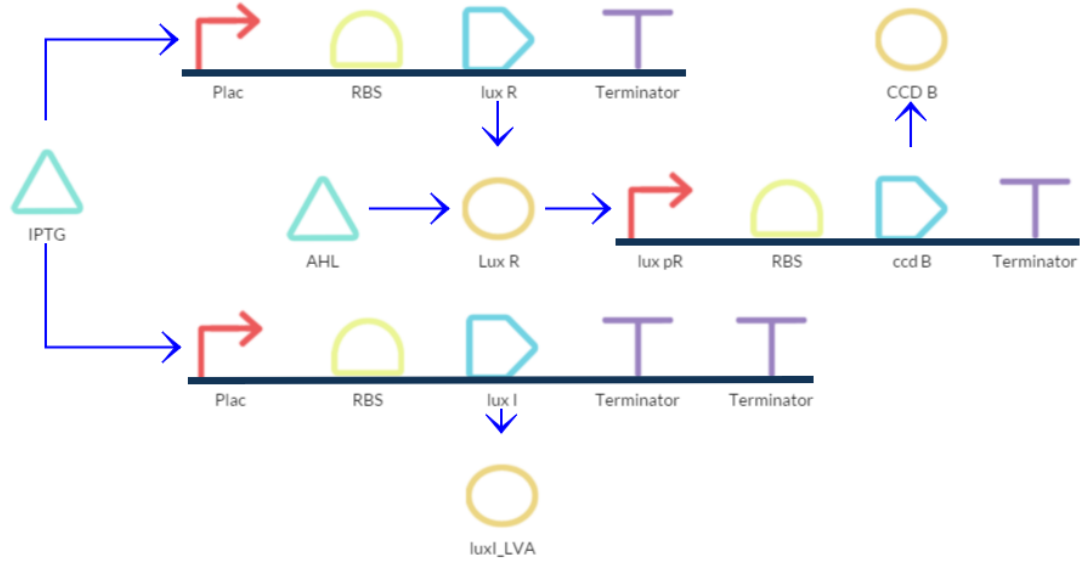 Plac
RBS
lux R
Terminator
CCD B
IPTG
AHL
Lux R
lux pR
RBS
ccd B
Terminator
Plac
RBS
lux I
Terminator
Terminator
luxI_LVA